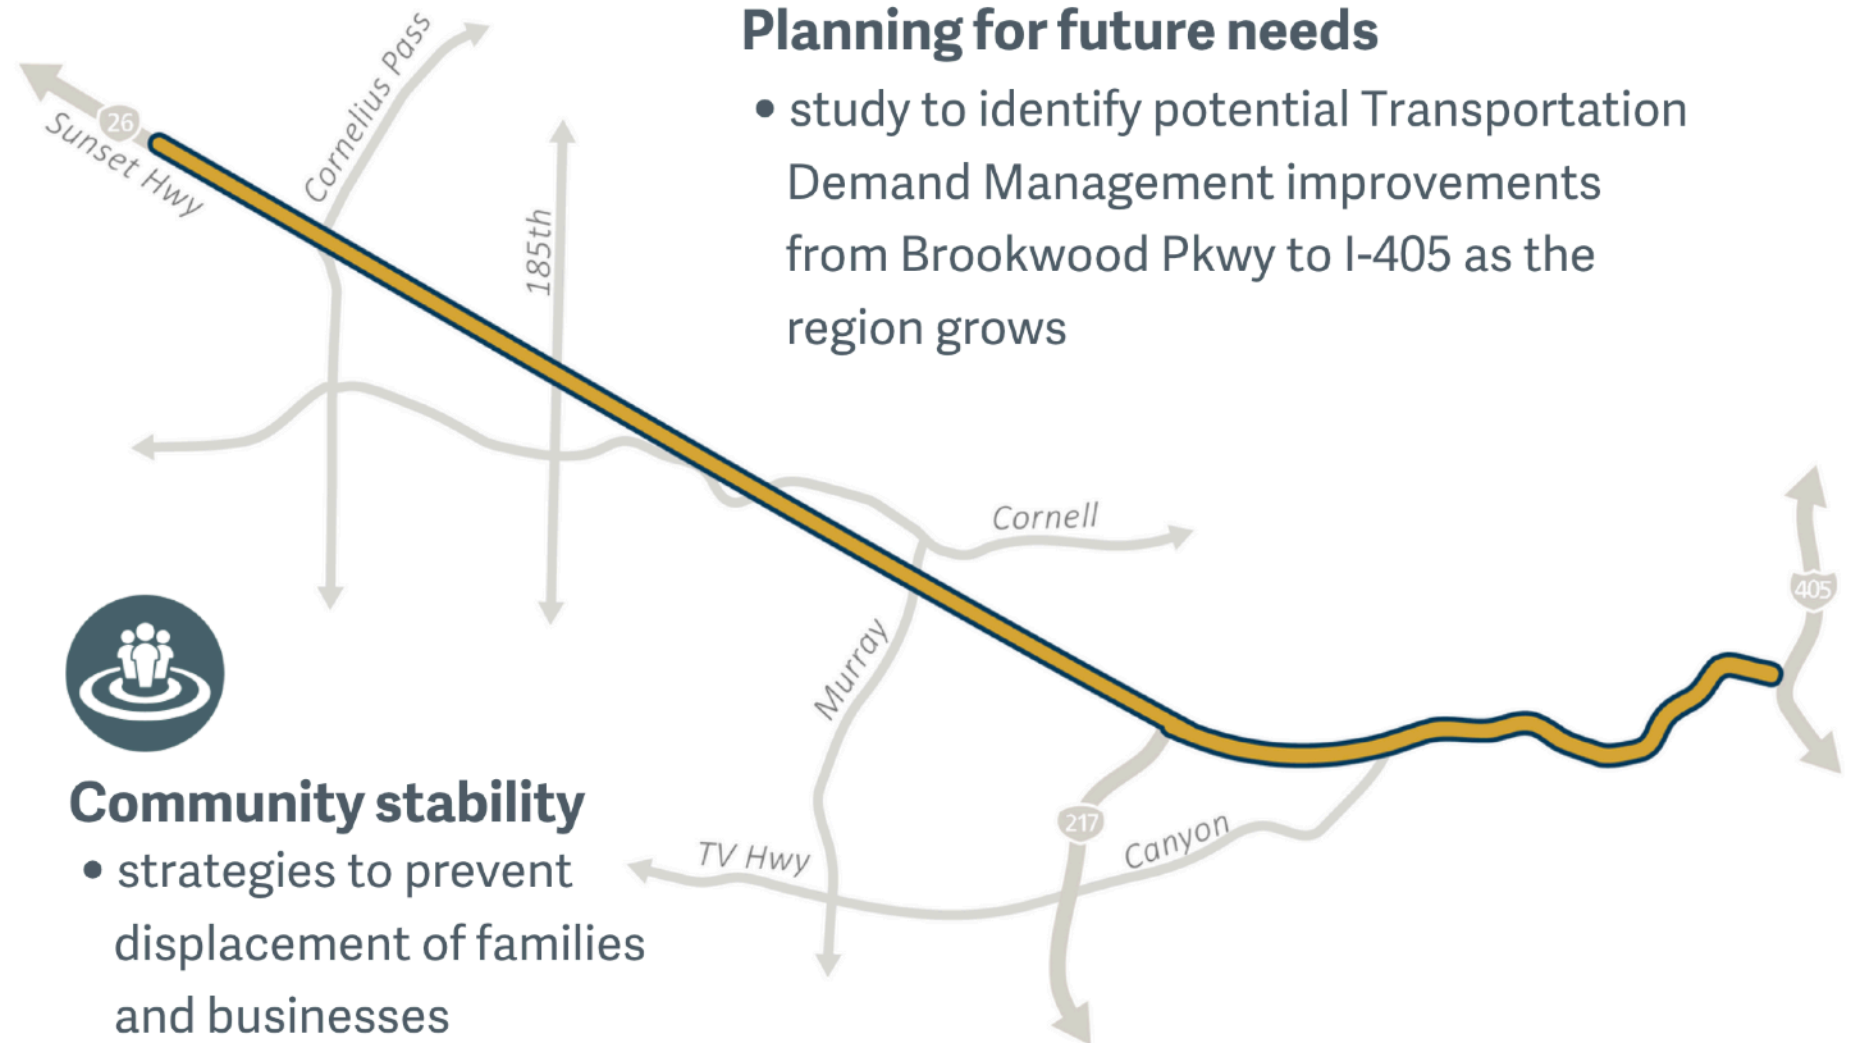 Planning for future needs
• study to identify potential Transportation
Demand Management improvements
from Brookwood Pkwy to I-405 as the
region grows
26
Sunset Hwy
Cornelius Pass
185th
Cornell
405
Murray
217
TV Hwy
Canyon
Community stability
• strategies to prevent
displacement of families
and businesses